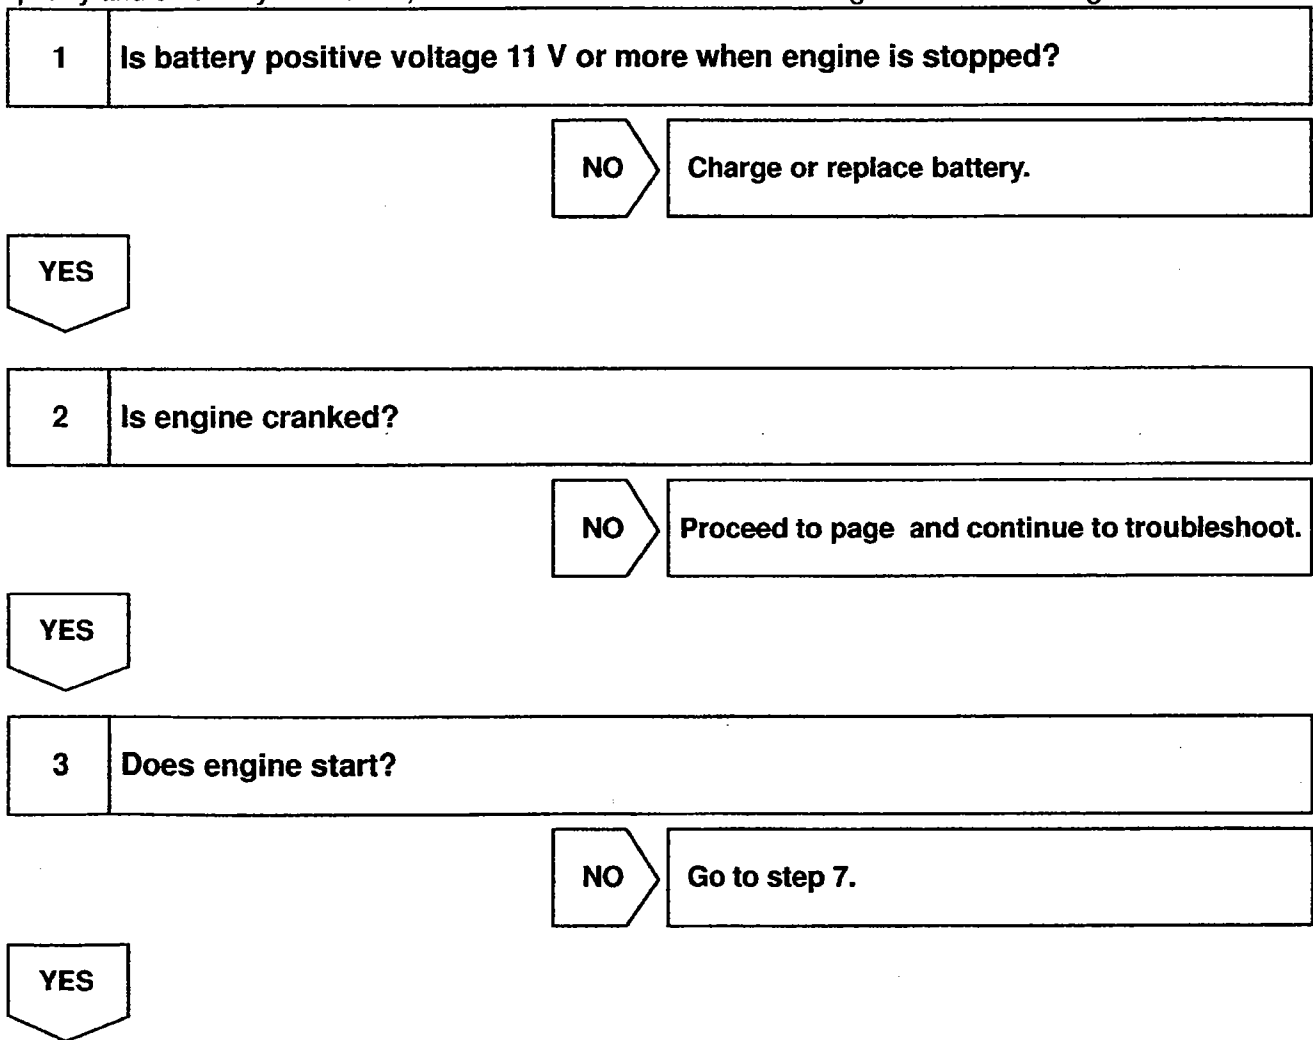 1 Is battery positive voltage 11 V or more when engine is stopped?
NO Charge or replace battery.
YES
2 Is engine cranked?
NO Proceed to page and continue to troubleshoot.
YES
3 Does engine start?
NO Go to step 7.
YES